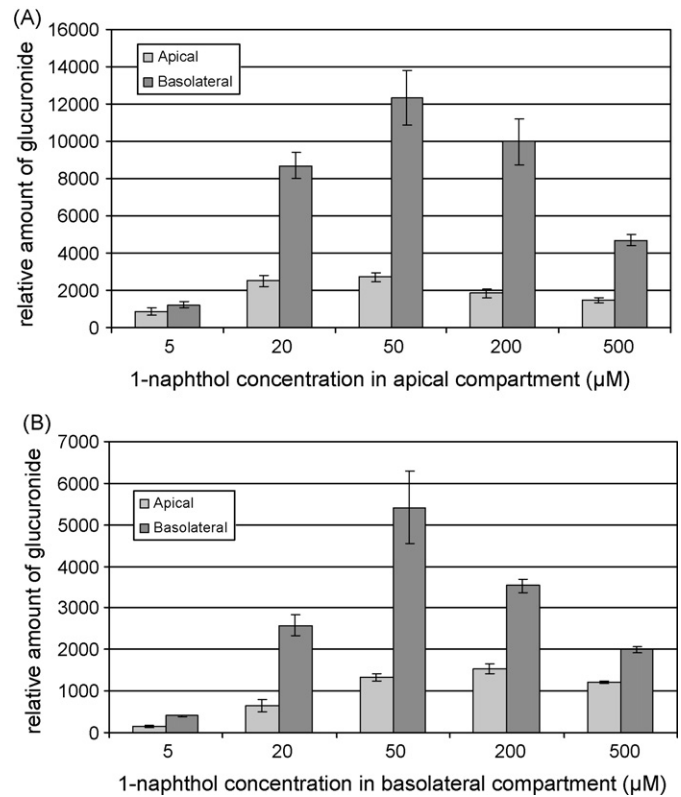 (A)
16000
14000
12000
10000
8000
6000
4000
2000
0
relative amount of glucuronide
Apical
Basolateral
5 20 50 200 500
1-naphthol concentration in apical compartment (µM)
(B)
7000
6000
5000
4000
3000
2000
1000
0
relative amount of glucuronide
Apical
Basolateral
5 20 50 200 500
1-naphthol concentration in basolateral compartment (µM)